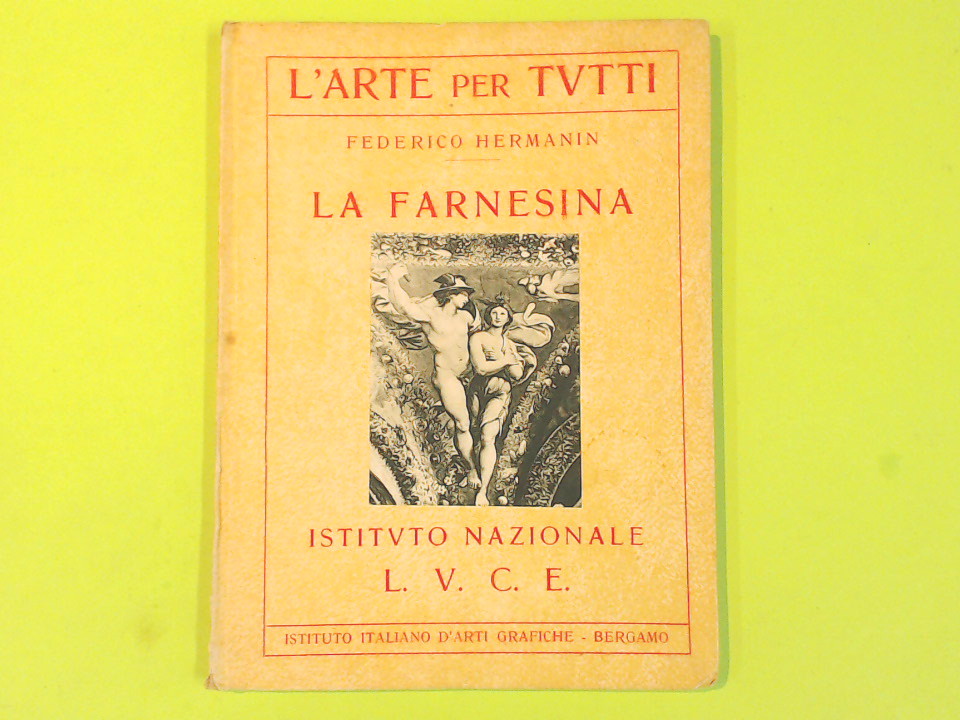 L'ARTE PER TVTTI
FEDERICO HERMANIN
LA FARNESINA
ISTITVTO NAZIONALE
L. V. C. E.
ISTITUTO ITALIANO D'ARTI GRAFICHE - BERGAMO